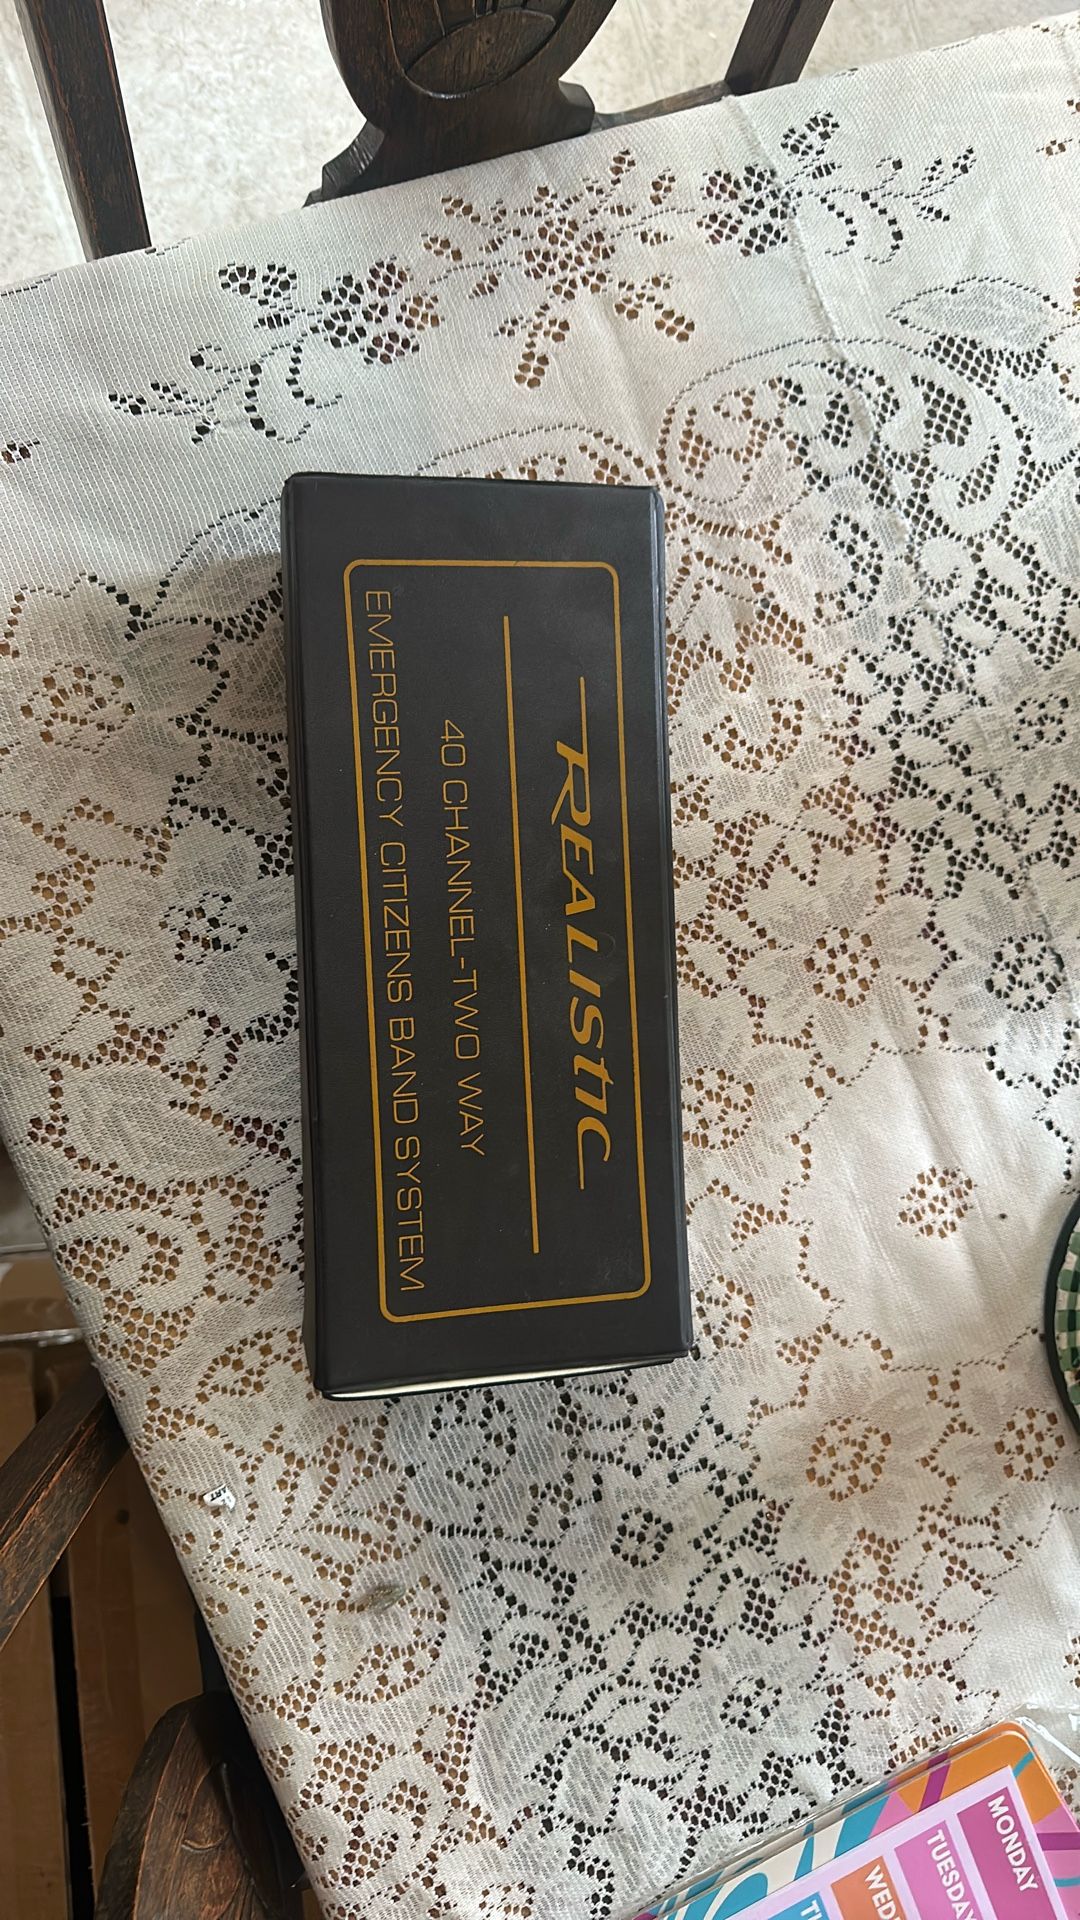 REALISTIC
40 CHANNEL-TWO WAY
EMERGENCY CITIZENS BAND SYSTEM
MONDAY
TUESDAY